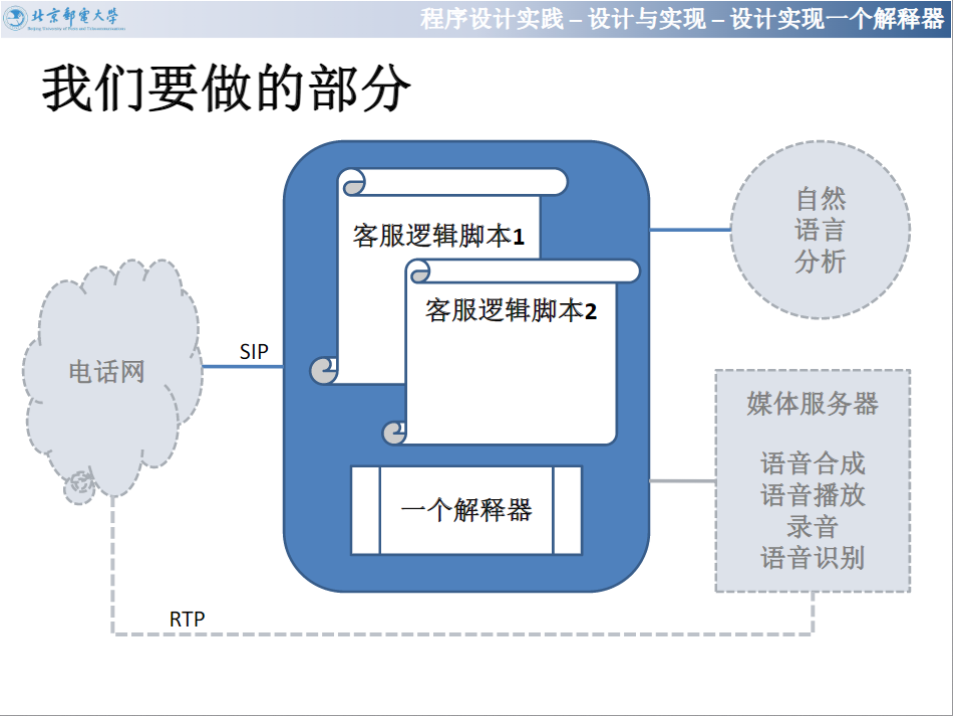 北京郵電大學
Beijing University of Posts and Telecommunications
程序设计实践 – 设计与实现 – 设计实现一个解释器
我们要做的部分
客服逻辑脚本1
客服逻辑脚本2
一个解释器
电话网
SIP
自然
语言
分析
媒体服务器
语音合成
语音播放
录音
语音识别
RTP